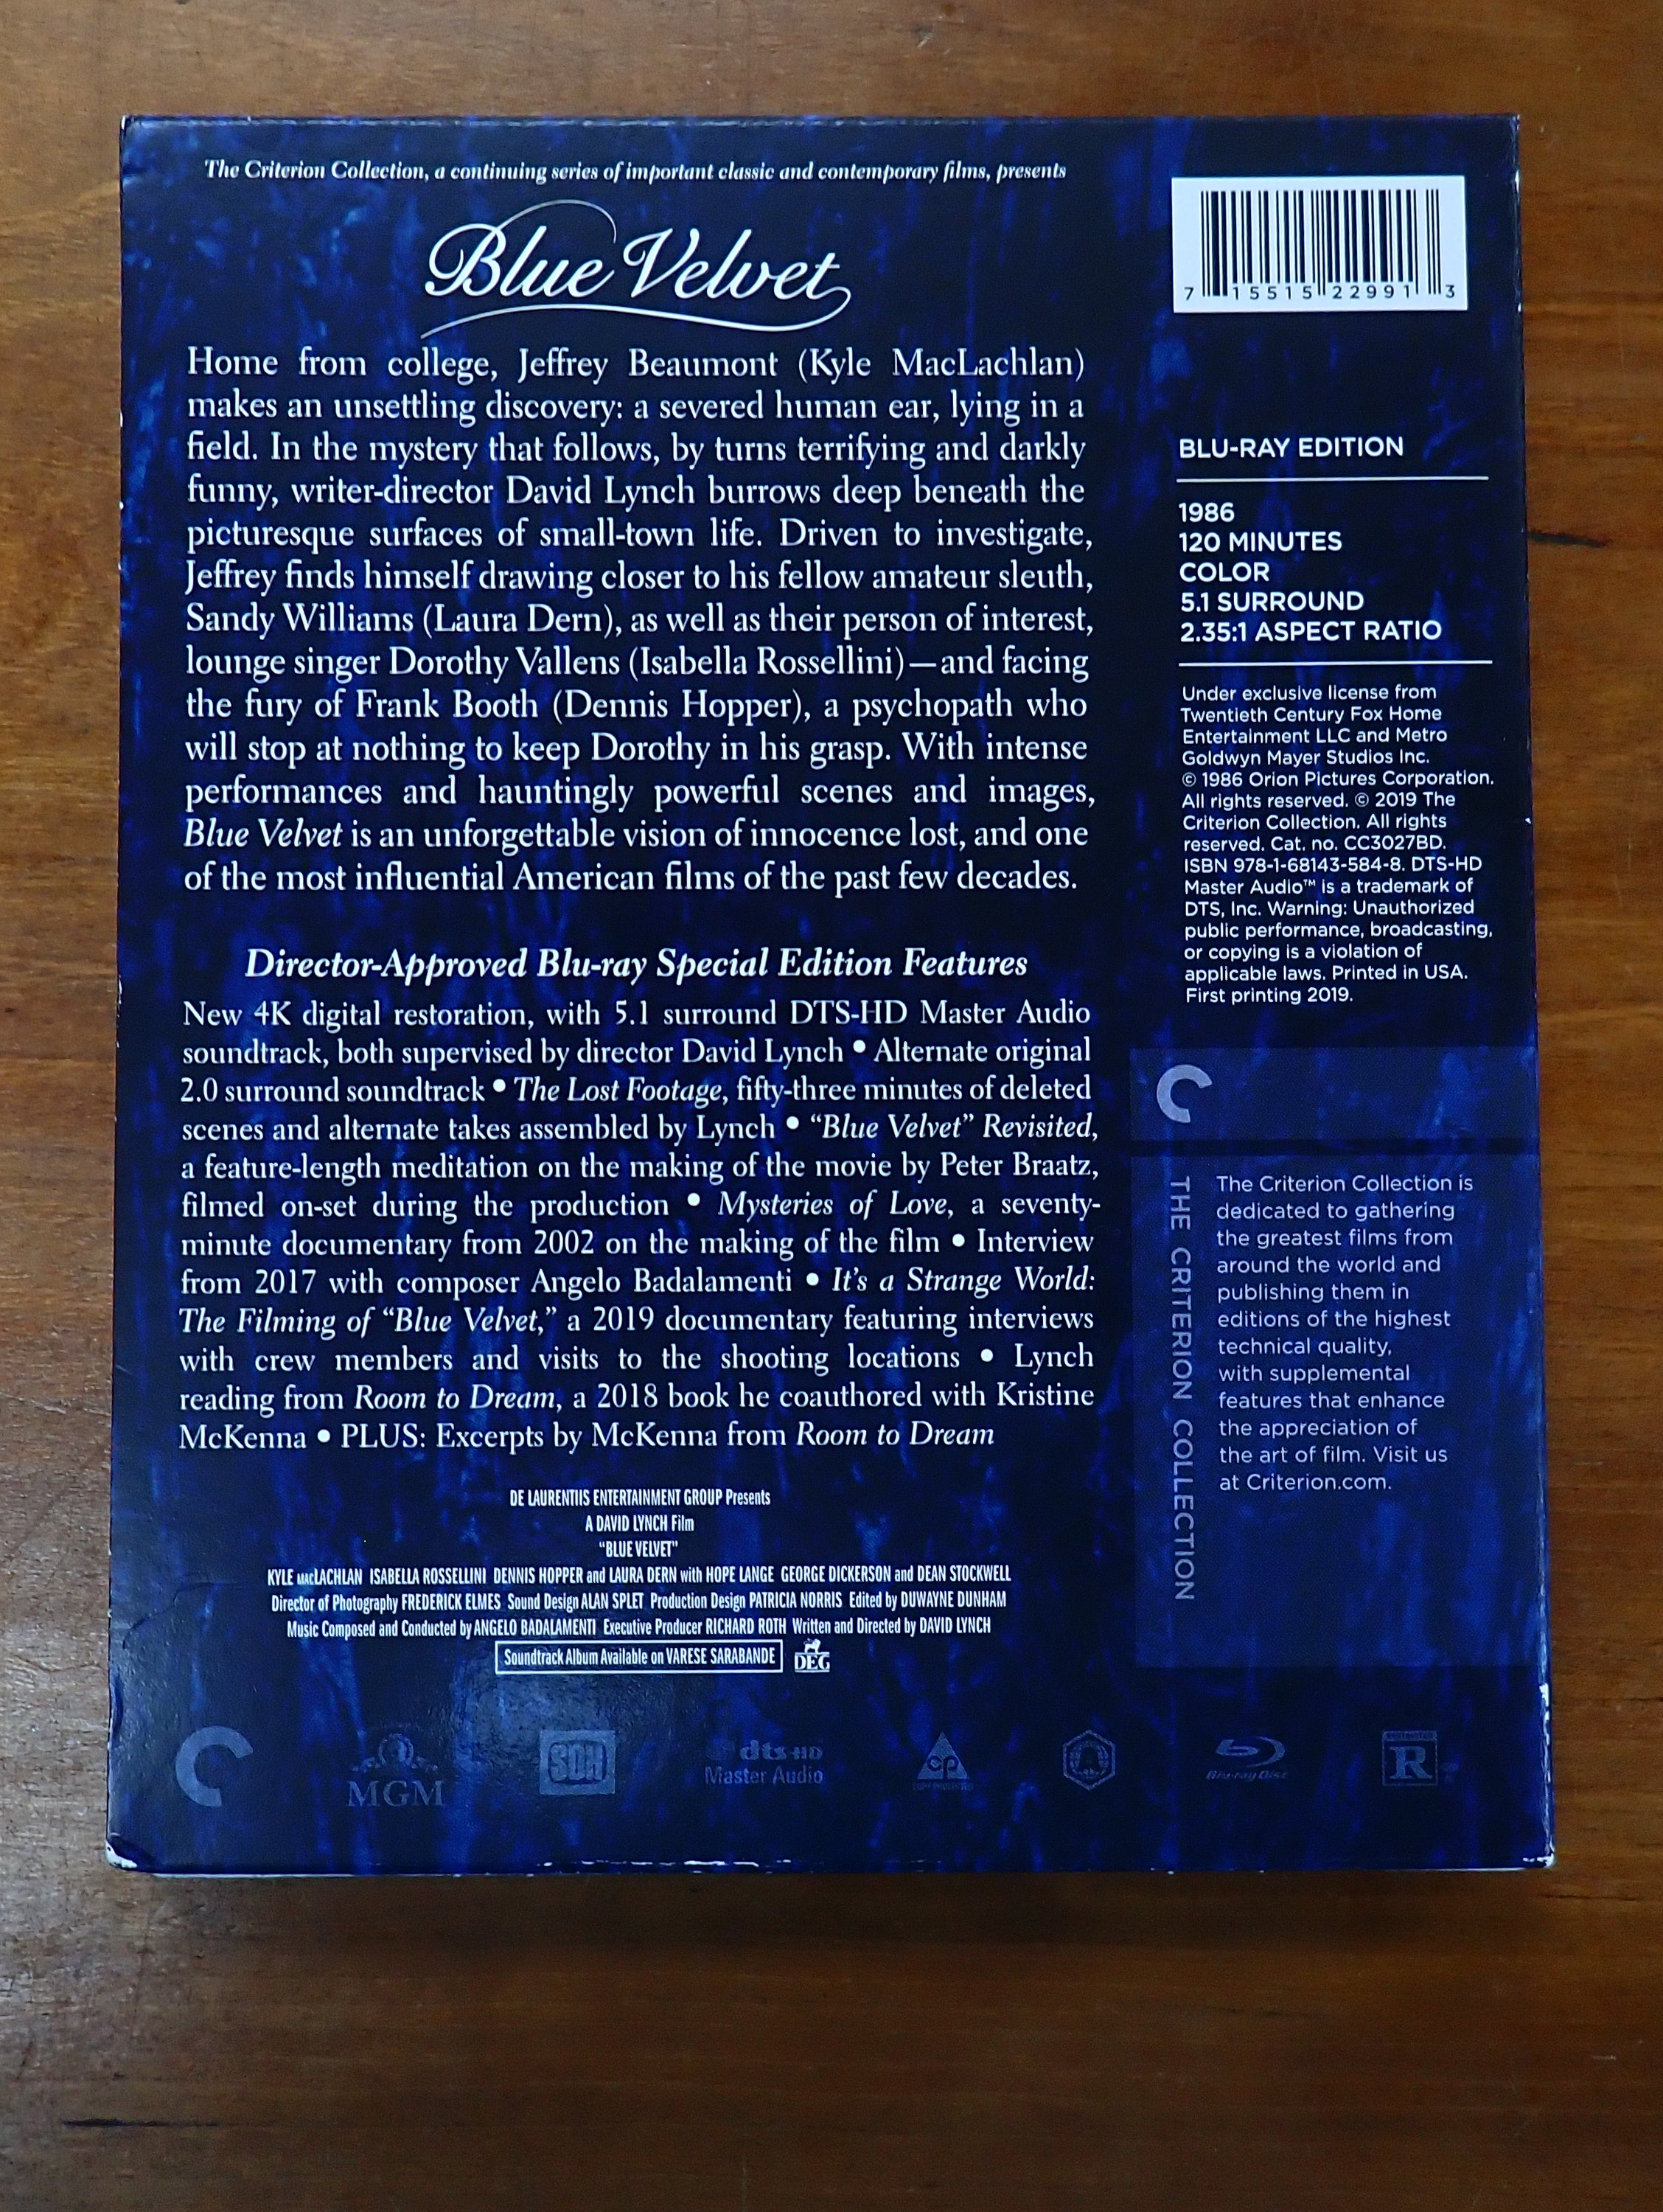 The Criterion Collection, a continuing series of important classic and contemporary films, presents
Blue Velvet
Home from college, Jeffrey Beaumont (Kyle MacLachlan)
makes an unsettling discovery: a severed human ear, lying in a
field. In the mystery that follows, by turns terrifying and darkly
funny, writer-director David Lynch burrows deep beneath the
picturesque surfaces of small-town life. Driven to investigate,
Jeffrey finds himself drawing closer to his fellow amateur sleuth,
Sandy Williams (Laura Dern), as well as their person of interest,
lounge singer Dorothy Vallens (Isabella Rossellini)—and facing
the fury of Frank Booth (Dennis Hopper), a psychopath who
will stop at nothing to keep Dorothy in his grasp. With intense
performances and hauntingly powerful scenes and images,
Blue Velvet is an unforgettable vision of innocence lost, and one
of the most influential American films of the past few decades.
Director-Approved Blu-ray Special Edition Features
New 4K digital restoration, with 5.1 surround DTS-HD Master Audio
soundtrack, both supervised by director David Lynch • Alternate original
2.0 surround soundtrack • The Lost Footage, fifty-three minutes of deleted
scenes and alternate takes assembled by Lynch • “Blue Velvet” Revisited,
a feature-length meditation on the making of the movie by Peter Braatz,
filmed on-set during the production • Mysteries of Love, a seventy-
minute documentary from 2002 on the making of the film • Interview
from 2017 with composer Angelo Badalamenti • It’s a Strange World:
The Filming of “Blue Velvet,” a 2019 documentary featuring interviews
with crew members and visits to the shooting locations • Lynch
reading from Room to Dream, a 2018 book he coauthored with Kristine
McKenna • PLUS: Excerpts by McKenna from Room to Dream
DE LAURENTIIS ENTERTAINMENT GROUP Presents
A DAVID LYNCH Film
“BLUE VELVET”
KYLE MACLACHLAN ISABELLA ROSSELLINI DENNIS HOPPER and LAURA DERN with HOPE LANGE GEORGE DICKERSON and DEAN STOCKWELL
Director of Photography FREDERICK ELMES Sound Design ALAN SPLET Production Design PATRICIA NORRIS Edited by DUWAYNE DUNHAM
Music Composed and Conducted by ANGELO BADALAMENTI Executive Producer RICHARD ROTH Written and Directed by DAVID LYNCH
Soundtrack Album Available on VARESE SARABANDE DEG
7 15515 22991 3
BLU-RAY EDITION
1986
120 MINUTES
COLOR
5.1 SURROUND
2.35:1 ASPECT RATIO
Under exclusive license from
Twentieth Century Fox Home
Entertainment LLC and Metro
Goldwyn Mayer Studios Inc.
© 1986 Orion Pictures Corporation.
All rights reserved. © 2019 The
Criterion Collection. All rights
reserved. Cat. no. CC3027BD.
ISBN 978-1-68143-584-8. DTS-HD
Master Audio™ is a trademark of
DTS, Inc. Warning: Unauthorized
public performance, broadcasting,
or copying is a violation of
applicable laws. Printed in USA.
First printing 2019.
THE CRITERION COLLECTION
The Criterion Collection is
dedicated to gathering
the greatest films from
around the world and
publishing them in
editions of the highest
technical quality,
with supplemental
features that enhance
the appreciation of
the art of film. Visit us
at Criterion.com.
MGM
SDH
dts-HD
Master Audio
CP
Blu-ray Disc
R